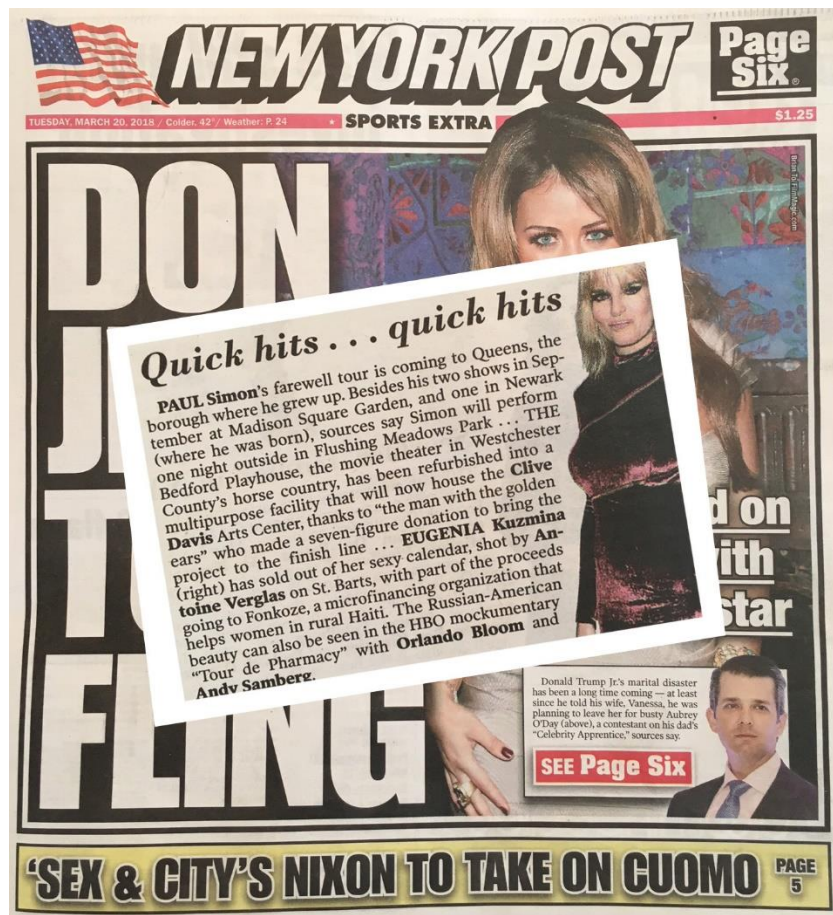 NEW YORK POST
Page
Six®
TUESDAY, MARCH 20, 2018 / Colder, 42° / Weather: P. 24
SPORTS EXTRA
$1.25
Brian To/FilmMagic.com
DON
J
T
FLING
Quick hits . . . quick hits
PAUL Simon's farewell tour is coming to Queens, the
borough where he grew up. Besides his two shows in Sep-
tember at Madison Square Garden, and one in Newark
(where he was born), sources say Simon will perform
one night outside in Flushing Meadows Park ... THE
Bedford Playhouse, the movie theater in Westchester
County's horse country, has been refurbished into a
multipurpose facility that will now house the Clive
Davis Arts Center, thanks to "the man with the golden
ears" who made a seven-figure donation to bring the
project to the finish line ... EUGENIA Kuzmina
(right) has sold out of her sexy calendar, shot by An-
toine Verglas on St. Barts, with part of the proceeds
going to Fonkoze, a microfinancing organization that
helps women in rural Haiti. The Russian-American
beauty can also be seen in the HBO mockumentary
"Tour de Pharmacy" with Orlando Bloom and
Andy Samberg.
d on
ith
star
Donald Trump Jr.'s marital disaster
has been a long time coming — at least
since he told his wife, Vanessa, he was
planning to leave her for busty Aubrey
O'Day (above), a contestant on his dad's
"Celebrity Apprentice," sources say.
SEE Page Six
'SEX & CITY'S NIXON TO TAKE ON CUOMO
PAGE
5